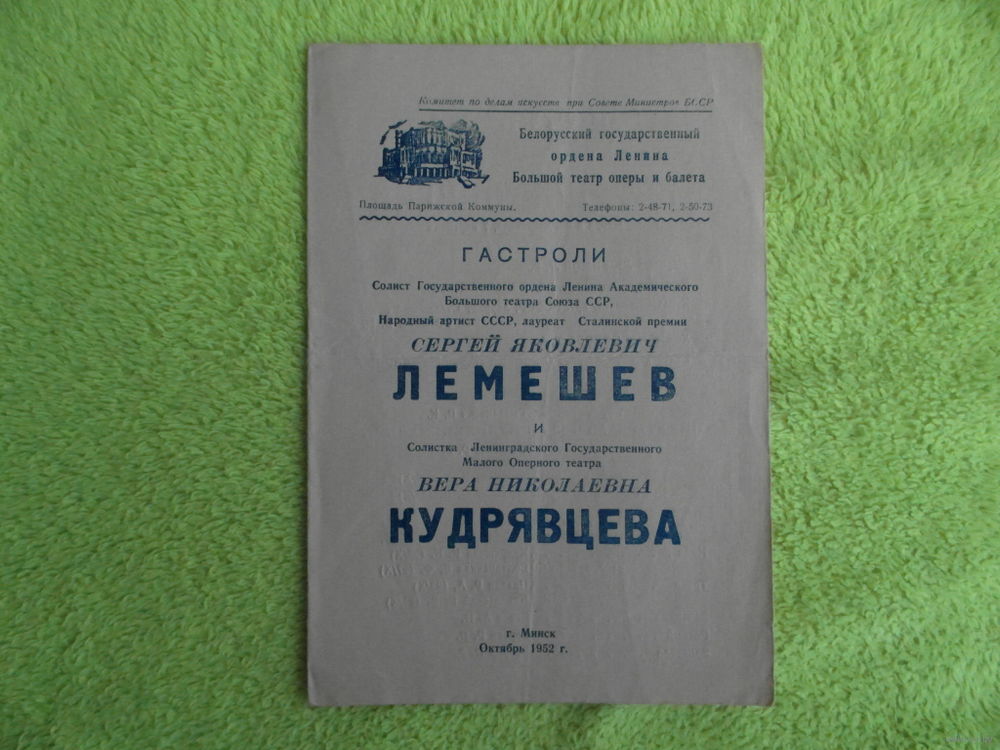 Комитет по делам искусств при Совете Министров БССР
Белорусский государственный
ордена Ленина
Большой театр оперы и балета
Площадь Парижской Коммуны.
Телефоны: 2-48-71, 2-50-73
ГАСТРОЛИ
Солист Государственного ордена Ленина Академического
Большого театра Союза ССР,
Народный артист СССР, лауреат Сталинской премии
СЕРГЕЙ ЯКОВЛЕВИЧ
ЛЕМЕШЕВ
И
Солистка Ленинградского Государственного
Малого Оперного театра
ВЕРА НИКОЛАЕВНА
КУДРЯВЦЕВА
г. Минск
Октябрь 1952 г.